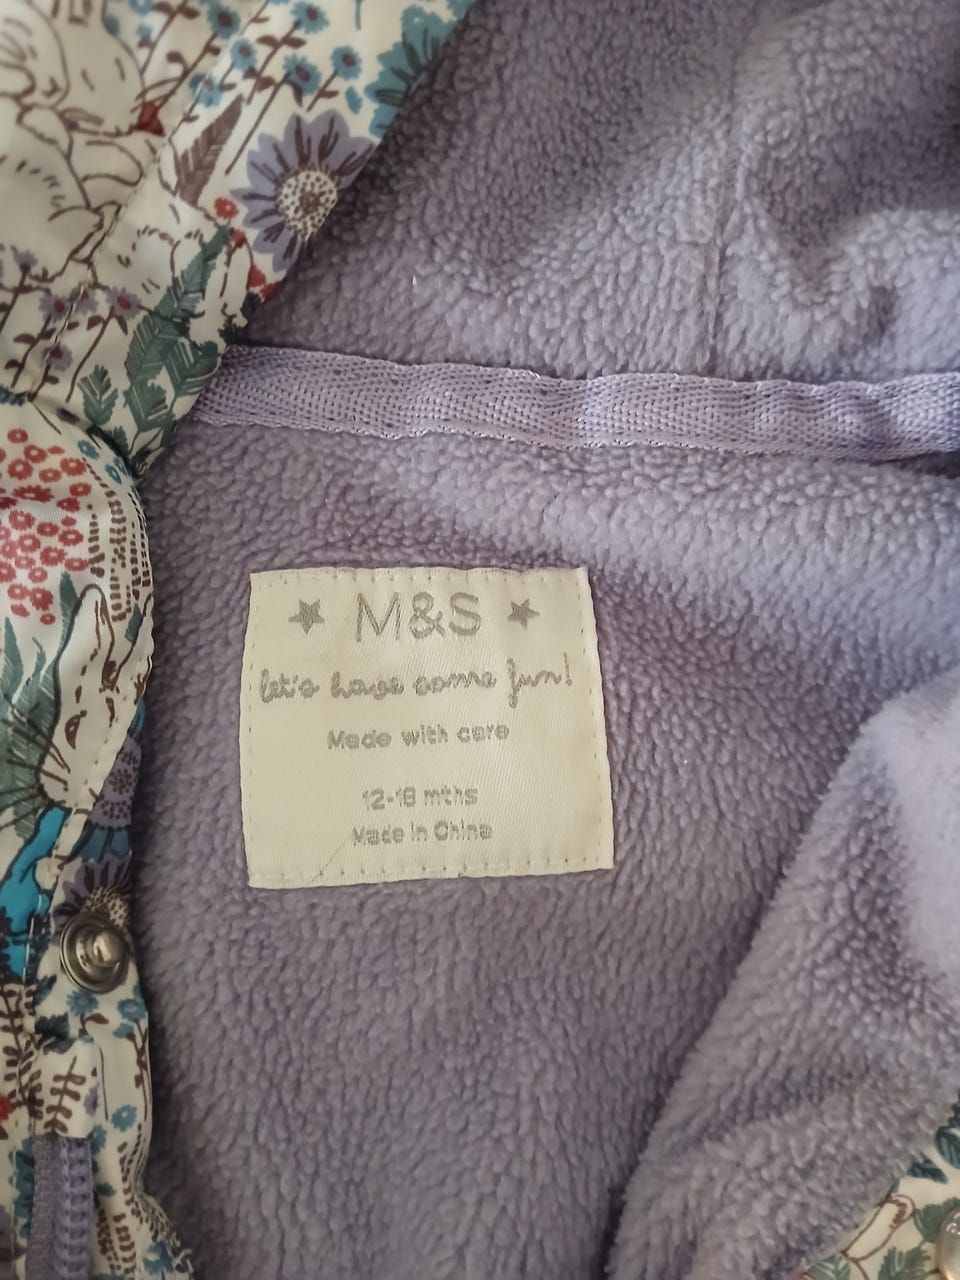 M&S
let's have some fun!
Made with care
12-18 mths
Made in China